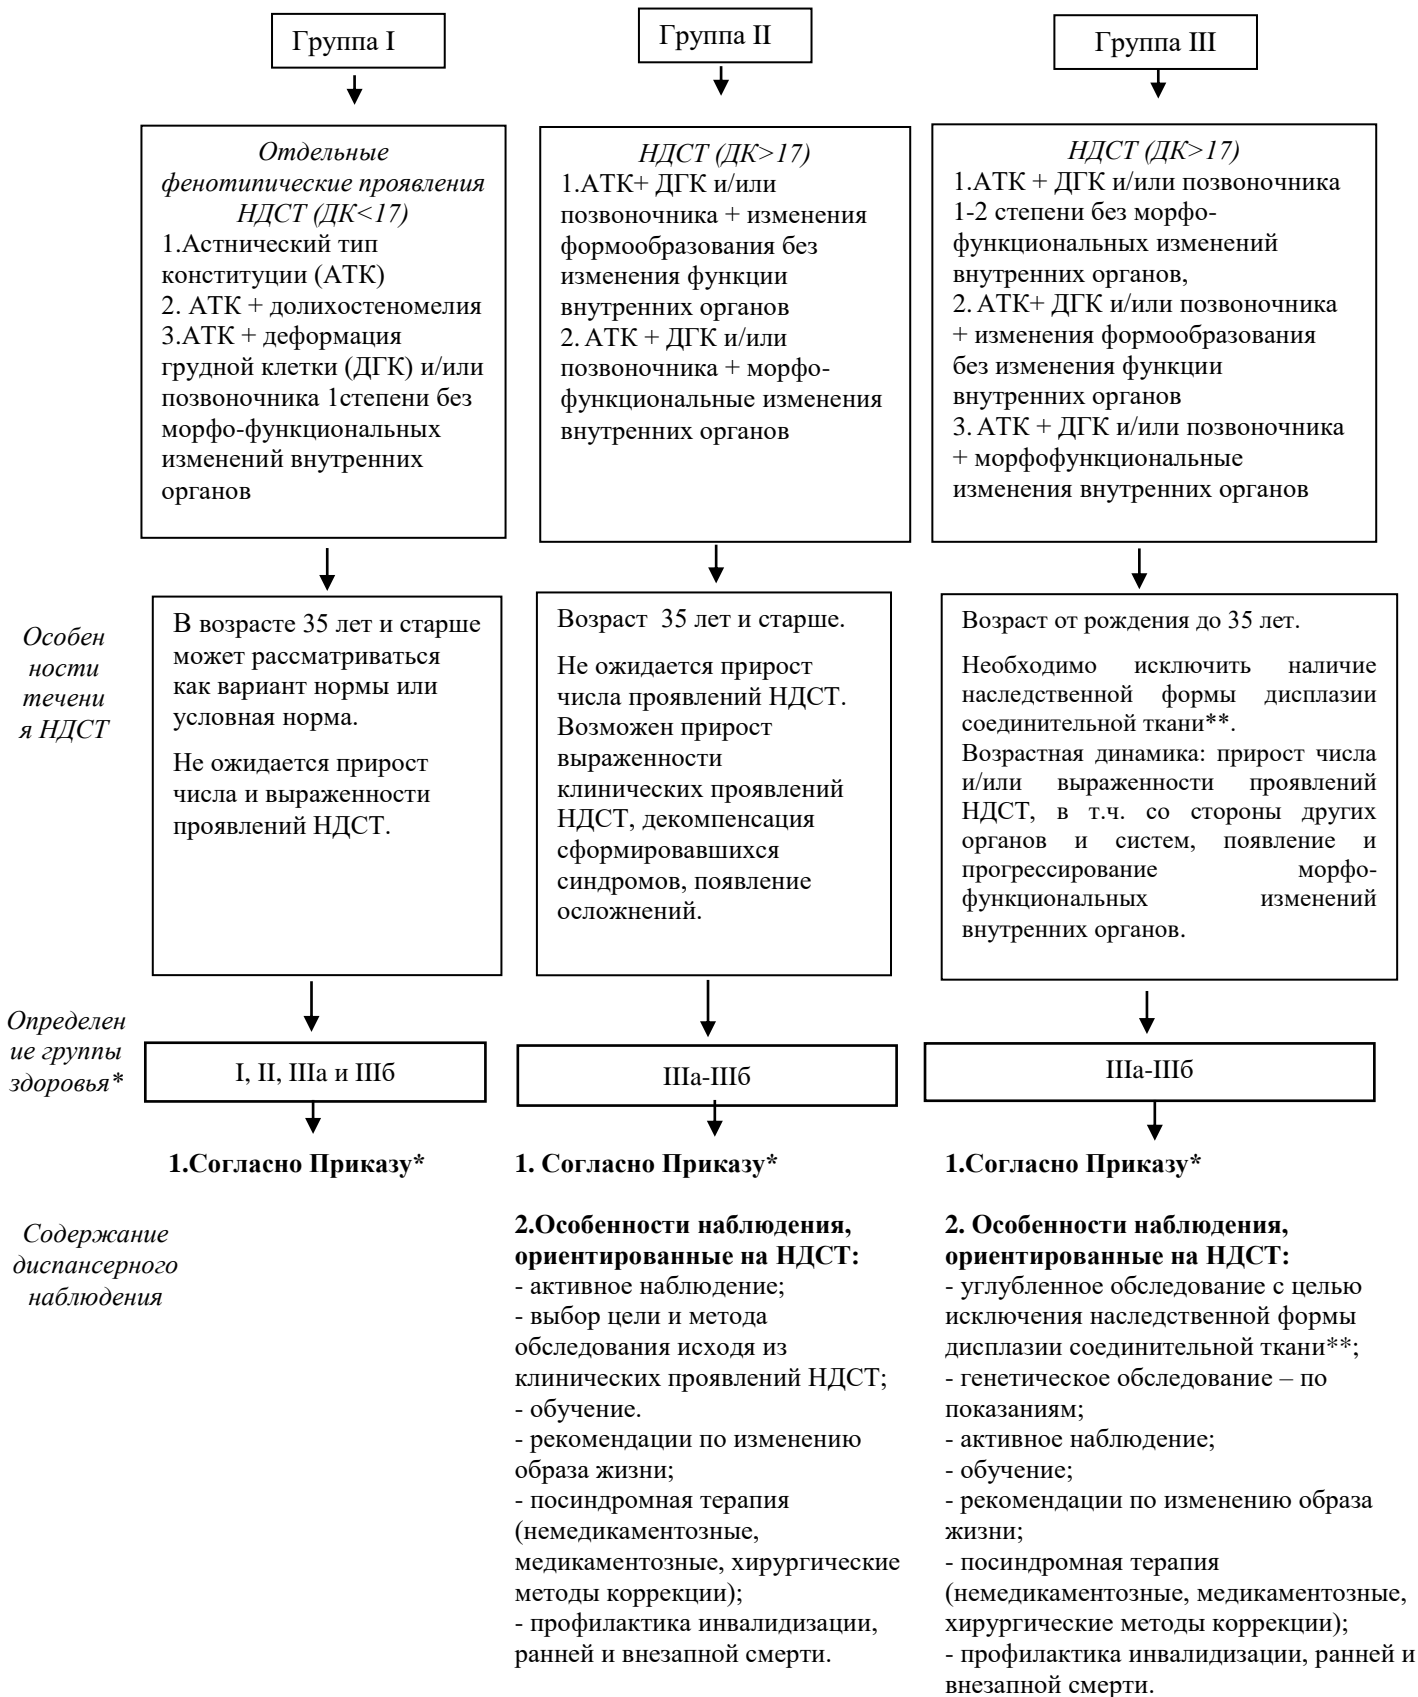 Группа I
Группа II
Группа III
Отдельные
фенотипические проявления
НДСТ (ДК<17)
1.Астнический тип
конституции (АТК)
2. АТК + долихостеномелия
3.АТК + деформация
грудной клетки (ДГК) и/или
позвоночника 1степени без
морфо-функциональных
изменений внутренних
органов
НДСТ (ДК>17)
1.АТК+ ДГК и/или
позвоночника + изменения
формообразования без
изменения функции
внутренних органов
2. АТК + ДГК и/или
позвоночника + морфо-
функциональные изменения
внутренних органов
НДСТ (ДК>17)
1.АТК + ДГК и/или позвоночника
1-2 степени без морфо-
функциональных изменений
внутренних органов,
2. АТК+ ДГК и/или позвоночника
+ изменения формообразования
без изменения функции
внутренних органов
3. АТК + ДГК и/или позвоночника
+ морфофункциональные
изменения внутренних органов
Особен
ности
течени
я НДСТ
В возрасте 35 лет и старше
может рассматриваться
как вариант нормы или
условная норма.
Не ожидается прирост
числа и выраженности
проявлений НДСТ.
Возраст 35 лет и старше.
Не ожидается прирост
числа проявлений НДСТ.
Возможен прирост
выраженности
клинических проявлений
НДСТ, декомпенсация
сформировавшихся
синдромов, появление
осложнений.
Возраст от рождения до 35 лет.
Необходимо исключить наличие
наследственной формы дисплазии
соединительной ткани**.
Возрастная динамика: прирост числа
и/или выраженности проявлений
НДСТ, в т.ч. со стороны других
органов и систем, появление и
прогрессирование морфо-
функциональных изменений
внутренних органов.
Определен
ие группы
здоровья*
I, II, IIIа и IIIб
IIIа-IIIб
IIIа-IIIб
Содержание
диспансерного
наблюдения
1.Согласно Приказу*
1. Согласно Приказу*
2.Особенности наблюдения,
ориентированные на НДСТ:
- активное наблюдение;
- выбор цели и метода
обследования исходя из
клинических проявлений НДСТ;
- обучение.
- рекомендации по изменению
образа жизни;
- посиндромная терапия
(немедикаментозные,
медикаментозные, хирургические
методы коррекции);
- профилактика инвалидизации,
ранней и внезапной смерти.
1.Согласно Приказу*
2. Особенности наблюдения,
ориентированные на НДСТ:
- углубленное обследование с целью
исключения наследственной формы
дисплазии соединительной ткани**;
- генетическое обследование – по
показаниям;
- активное наблюдение;
- обучение;
- рекомендации по изменению образа
жизни;
- посиндромная терапия
(немедикаментозные, медикаментозные,
хирургические методы коррекции);
- профилактика инвалидизации, ранней и
внезапной смерти.